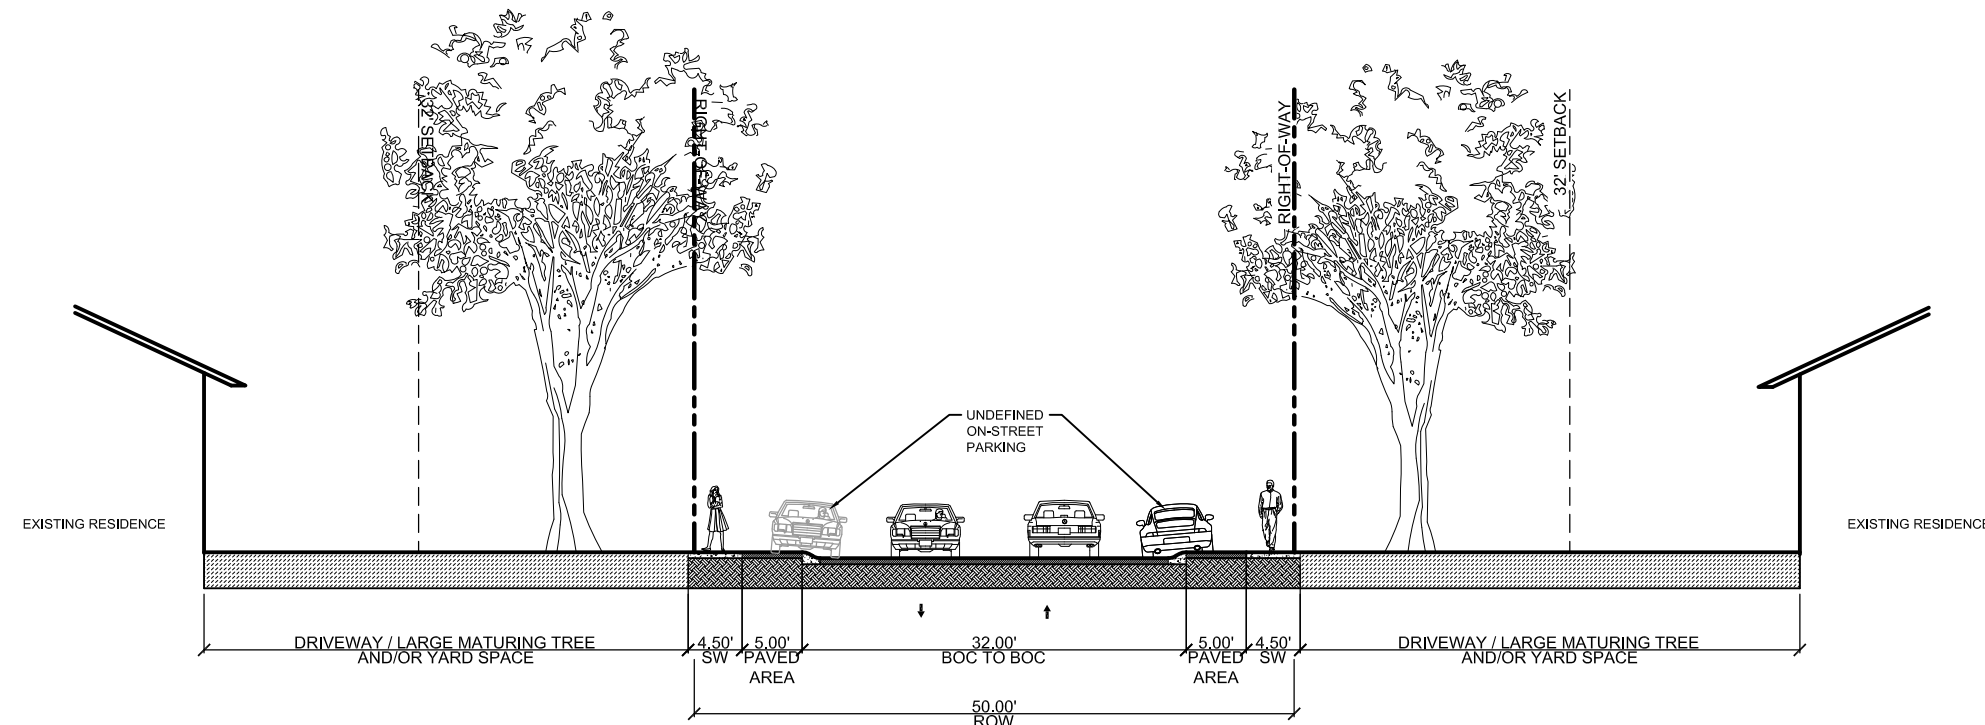 32' SETBACK
RIGHT-OF-WAY
RIGHT-OF-WAY
32' SETBACK
UNDEFINED
ON-STREET
PARKING
EXISTING RESIDENCE
EXISTING RESIDENCE
DRIVEWAY / LARGE MATURING TREE
AND/OR YARD SPACE
4.50'
SW
5.00'
PAVED
AREA
32.00'
BOC TO BOC
5.00'
PAVED
AREA
4.50'
SW
DRIVEWAY / LARGE MATURING TREE
AND/OR YARD SPACE
50.00'
ROW